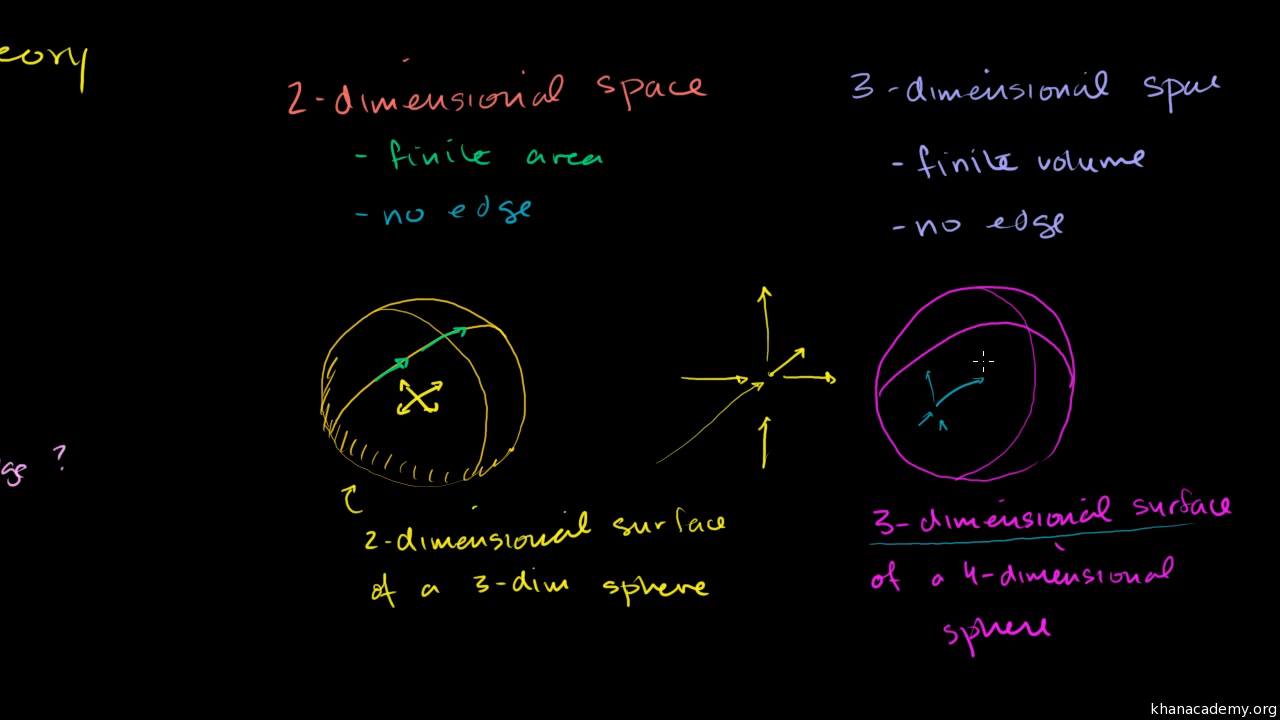 eory
2-dimensional space
- finite area
- no edge
3-dimensional space
- finite volume
- no edge
ge ?
2-dimensional surface
of a 3-dim sphere
3-dimensional surface
of a 4-dimensional
sphere
khanacademy.org